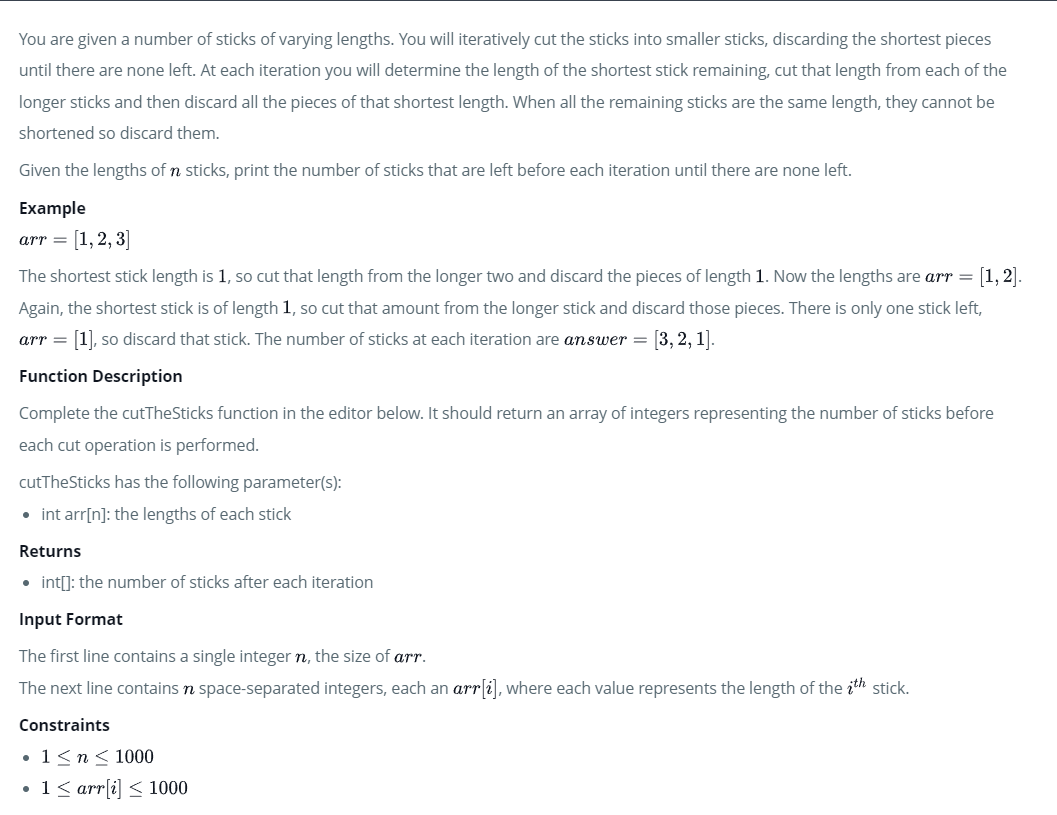 You are given a number of sticks of varying lengths. You will iteratively cut the sticks into smaller sticks, discarding the shortest pieces
until there are none left. At each iteration you will determine the length of the shortest stick remaining, cut that length from each of the
longer sticks and then discard all the pieces of that shortest length. When all the remaining sticks are the same length, they cannot be
shortened so discard them.
Given the lengths of n sticks, print the number of sticks that are left before each iteration until there are none left.
Example
arr = [1, 2, 3]
The shortest stick length is 1, so cut that length from the longer two and discard the pieces of length 1. Now the lengths are arr = [1, 2].
Again, the shortest stick is of length 1, so cut that amount from the longer stick and discard those pieces. There is only one stick left,
arr = [1], so discard that stick. The number of sticks at each iteration are answer = [3, 2, 1].
Function Description
Complete the cutTheSticks function in the editor below. It should return an array of integers representing the number of sticks before
each cut operation is performed.
cutTheSticks has the following parameter(s):
• int arr[n]: the lengths of each stick
Returns
• int[]: the number of sticks after each iteration
Input Format
The first line contains a single integer n, the size of arr.
The next line contains n space-separated integers, each an arr[i], where each value represents the length of the i^th stick.
Constraints
• 1 ≤ n ≤ 1000
• 1 ≤ arr[i] ≤ 1000